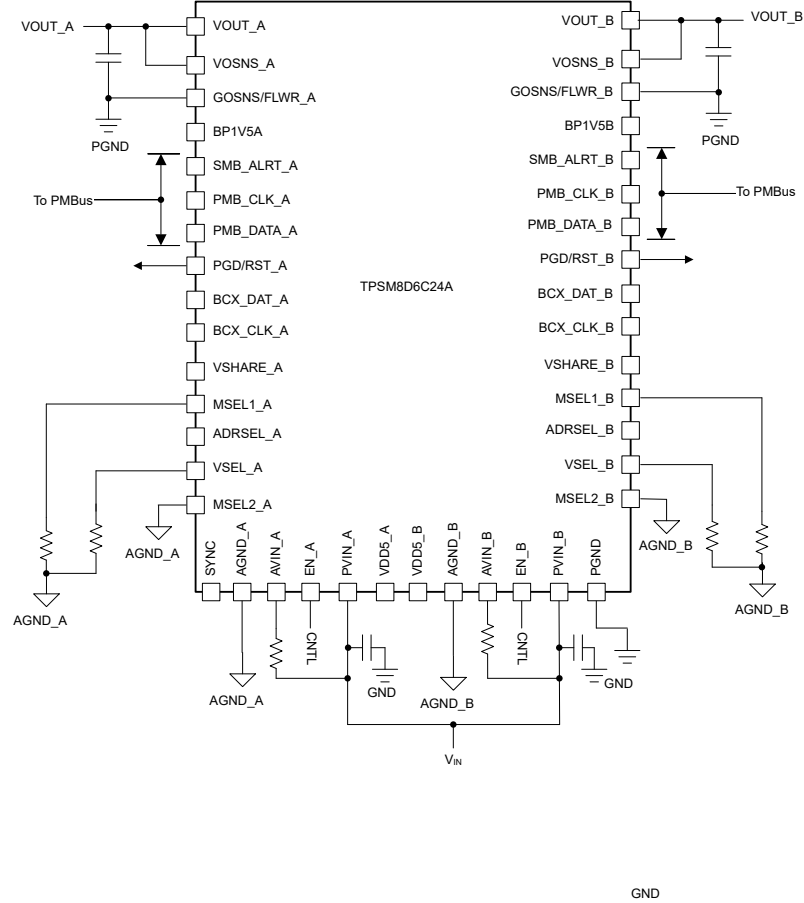 VOUT_A
VOUT_A
VOSNS_A
GOSNS/FLWR_A
PGND
BP1V5A
SMB_ALRT_A
To PMBus
PMB_CLK_A
PMB_DATA_A
PGD/RST_A
BCX_DAT_A
BCX_CLK_A
VSHARE_A
MSEL1_A
ADRSEL_A
VSEL_A
MSEL2_A
AGND_A
AGND_A
TPSM8D6C24A
VOUT_B
VOUT_B
VOSNS_B
GOSNS/FLWR_B
PGND
BP1V5B
SMB_ALRT_B
PMB_CLK_B
To PMBus
PMB_DATA_B
PGD/RST_B
BCX_DAT_B
BCX_CLK_B
VSHARE_B
MSEL1_B
ADRSEL_B
VSEL_B
MSEL2_B
AGND_B
AGND_B
SYNC
AGND_A
AVIN_A
EN_A
PVIN_A
VDD5_A
VDD5_B
AGND_B
AVIN_B
EN_B
PVIN_B
PGND
CNTL
CNTL
AGND_A
GND
AGND_B
GND
VIN
GND